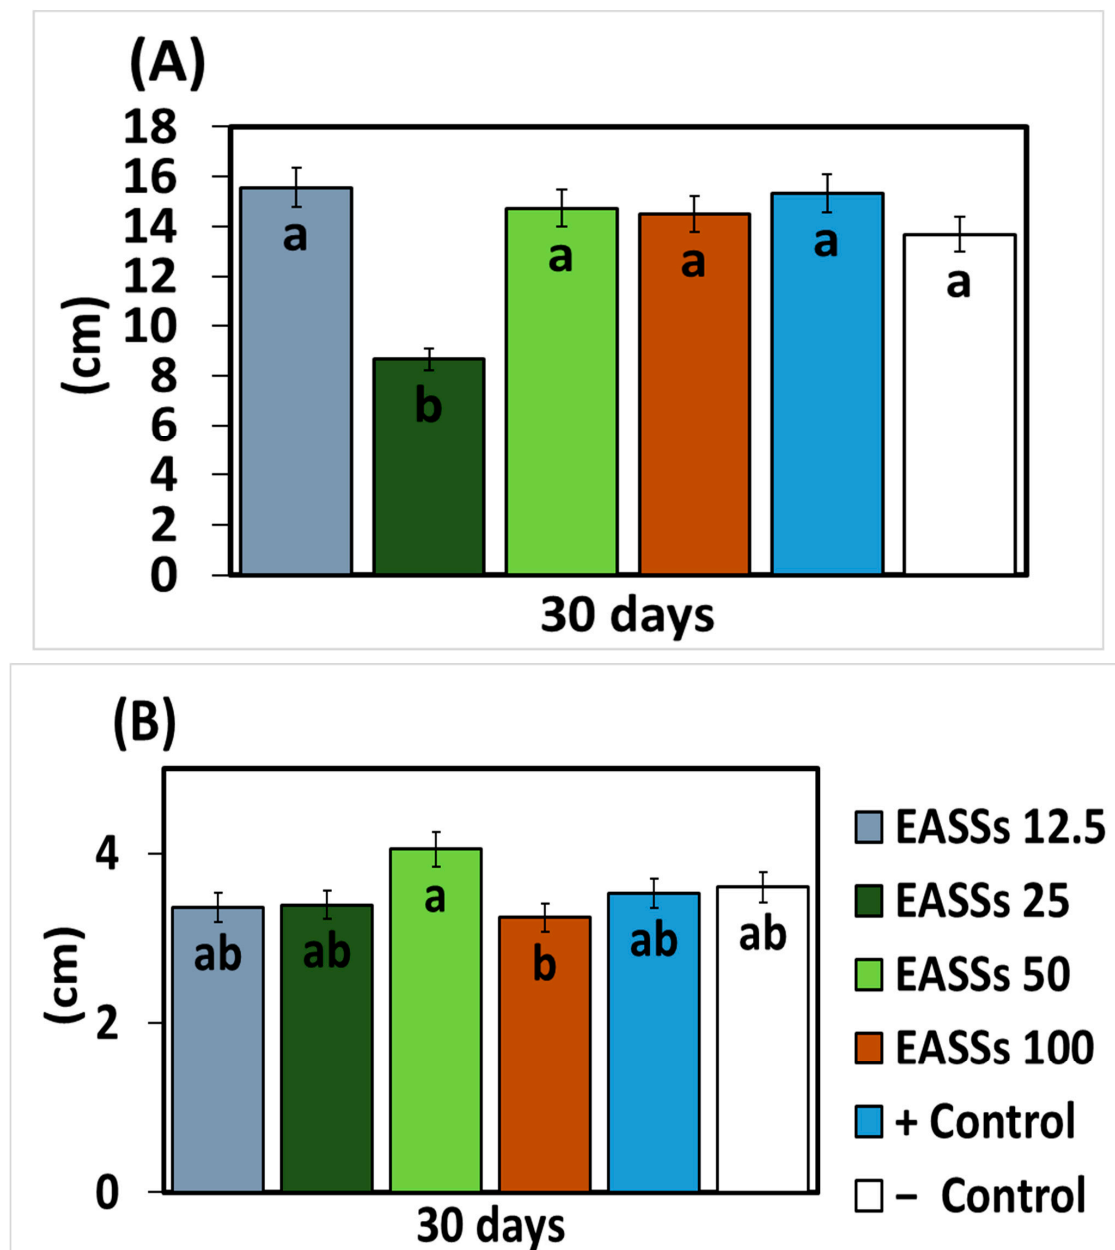 (A)
18
16
14
12
10
8
6
4
2
0
(cm)
a
b
a
a
a
a
30 days
(B)
4
2
0
(cm)
ab
ab
a
b
ab
ab
30 days
EASSs 12.5
EASSs 25
EASSs 50
EASSs 100
+ Control
– Control